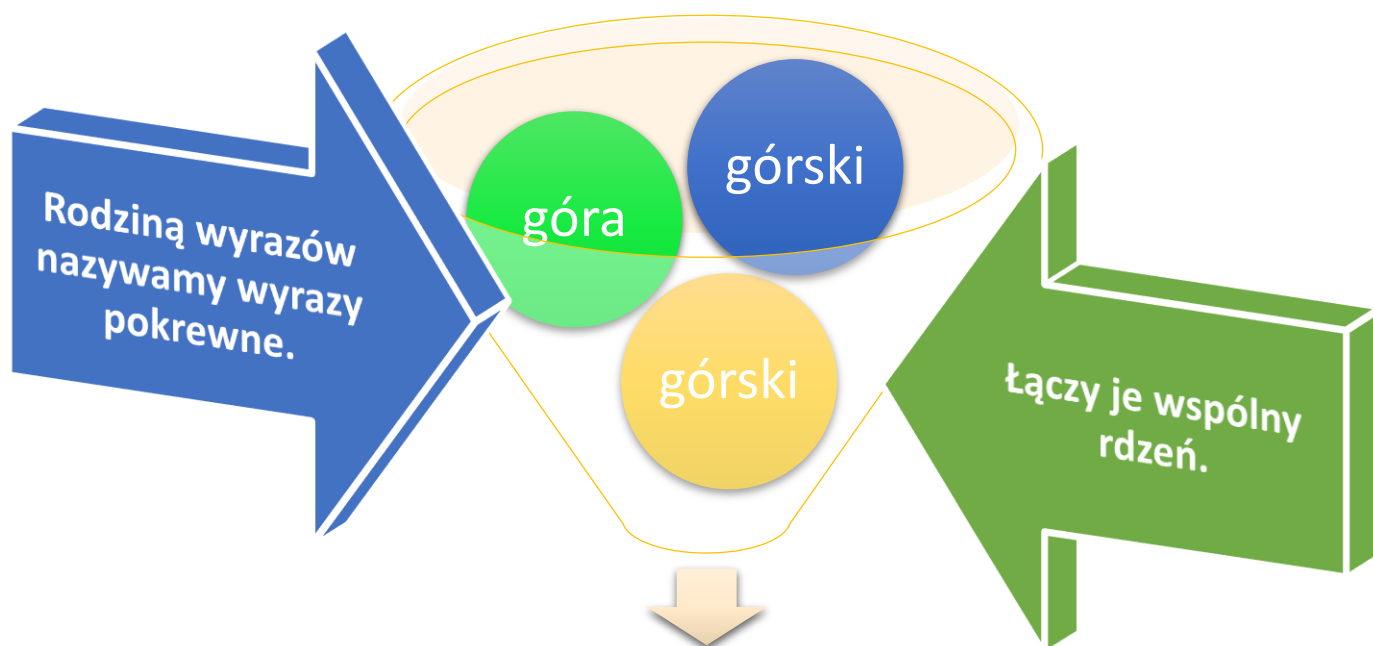 Rodziną wyrazów
nazywamy wyrazy
pokrewne.
góra
górski
górski
Łączy je wspólny
rdzeń.